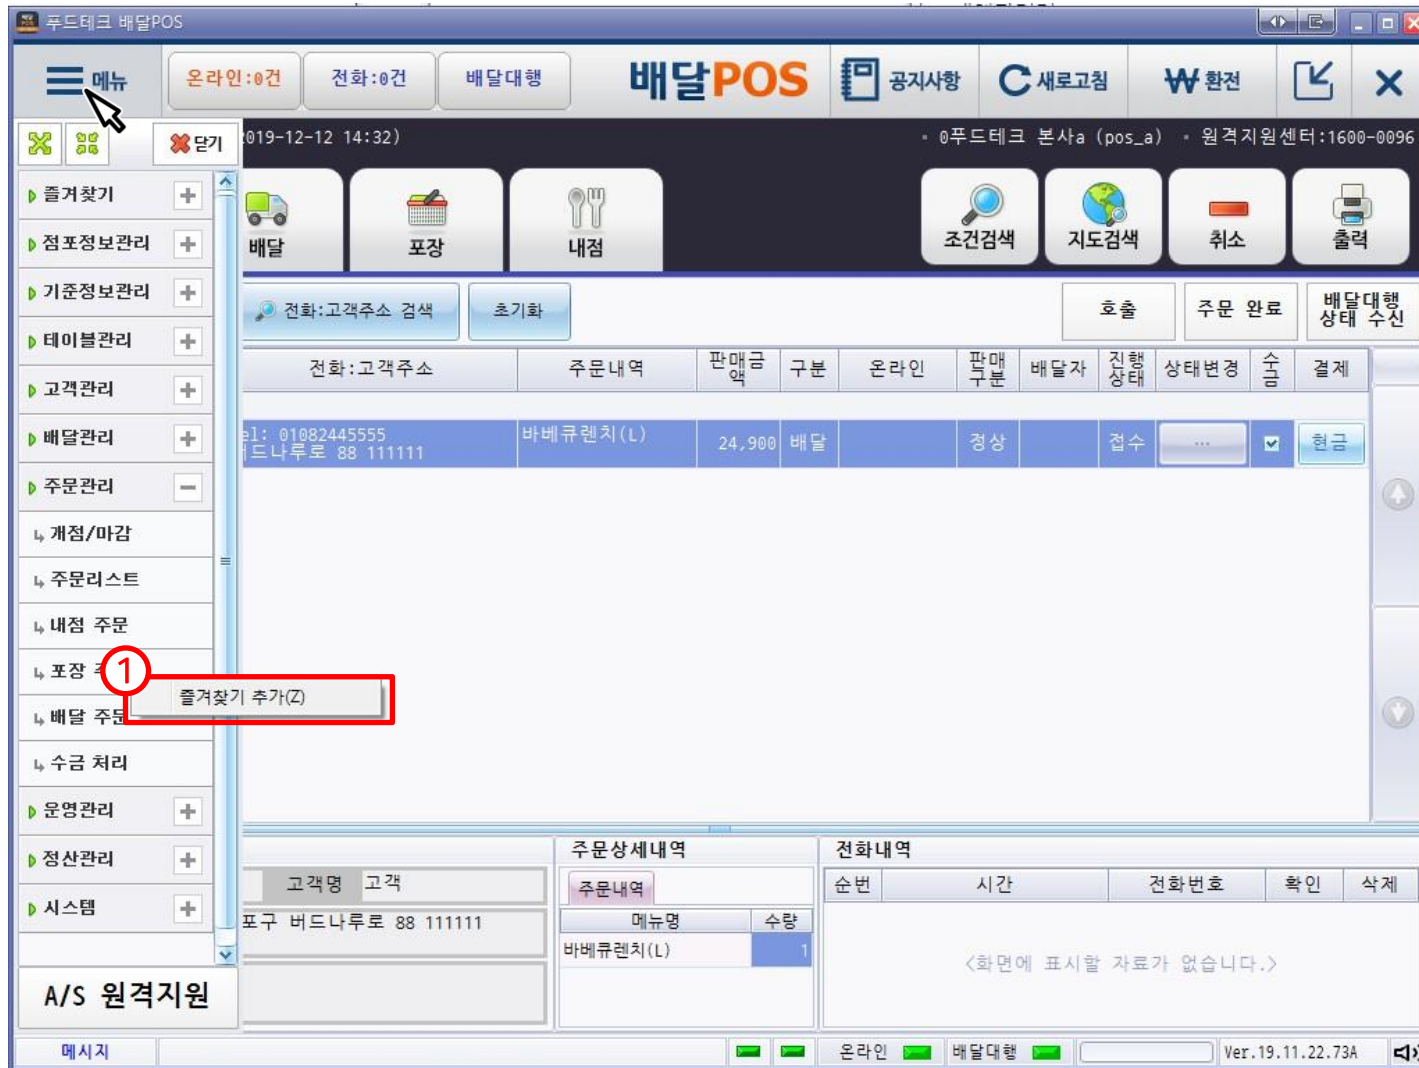 푸드테크 배달POS
메뉴
온라인:0건
전화:0건
배달대행
배달POS
공지사항
새로고침
₩ 환전
닫기
019-12-12 14:32)
0푸드테크 본사a (pos_a)
원격지원센터:1600-0096
즐겨찾기
점포정보관리
기준정보관리
테이블관리
고객관리
배달관리
주문관리
개점/마감
주문리스트
내점 주문
포장
1
즐겨찾기 추가(Z)
배달 주문
수금 처리
운영관리
정산관리
시스템
A/S 원격지원
배달
포장
내점
조건검색
지도검색
취소
출력
전화:고객주소 검색
초기화
호출
주문 완료
배달대행
상태 수신
전화:고객주소
주문내역
판매금
액
구분
온라인
판매
구분
배달자
진행
상태
상태변경
수
금
결제
el: 01082445555
버드나루로 88 111111
바베큐렌치(L)
24,900
배달
정상
접수
...
현금
고객명
고객
포구 버드나루로 88 111111
주문상세내역
주문내역
메뉴명
수량
바베큐렌치(L)
1
전화내역
순번
시간
전화번호
확인
삭제
<화면에 표시할 자료가 없습니다.>
메시지
온라인
배달대행
Ver.19.11.22.73A